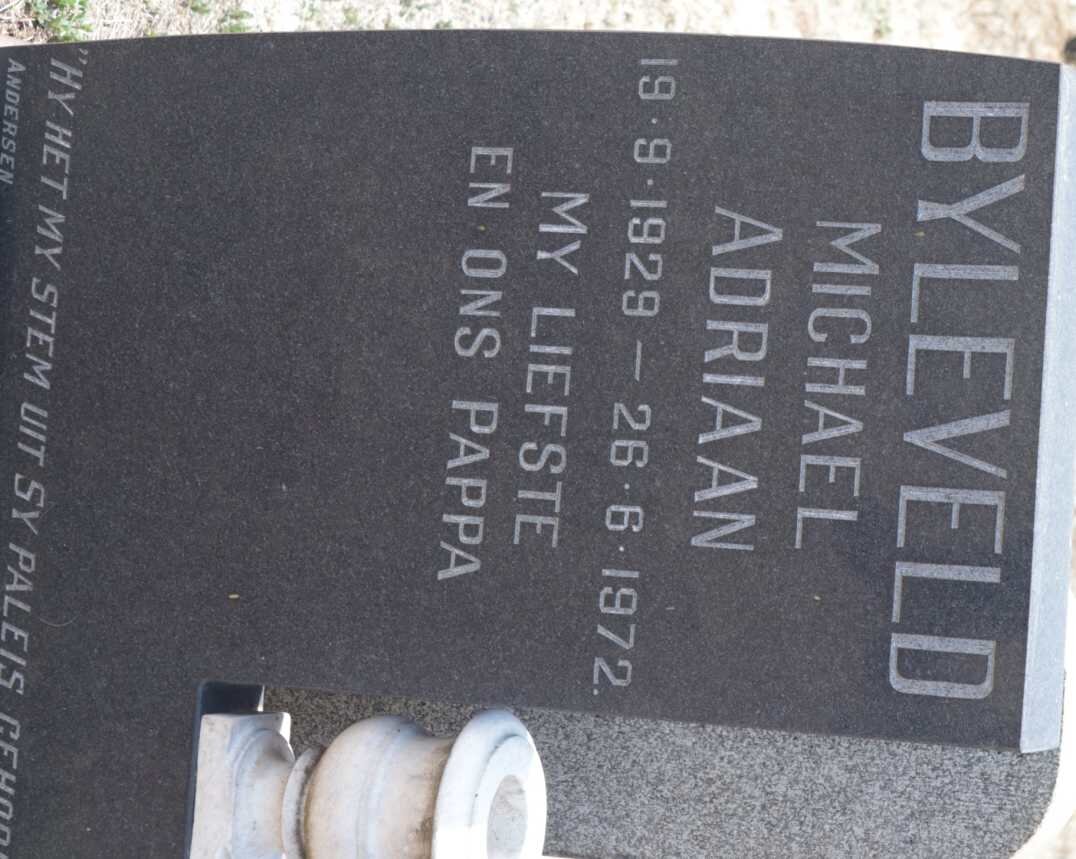 BYLEVELD
MICHAEL
ADRIAAN
19·9·1929 — 26·6·1972.
MY LIEFSTE
EN ONS PAPPA
"HY HET MY STEM UIT SY PALEIS
ANDERSEN